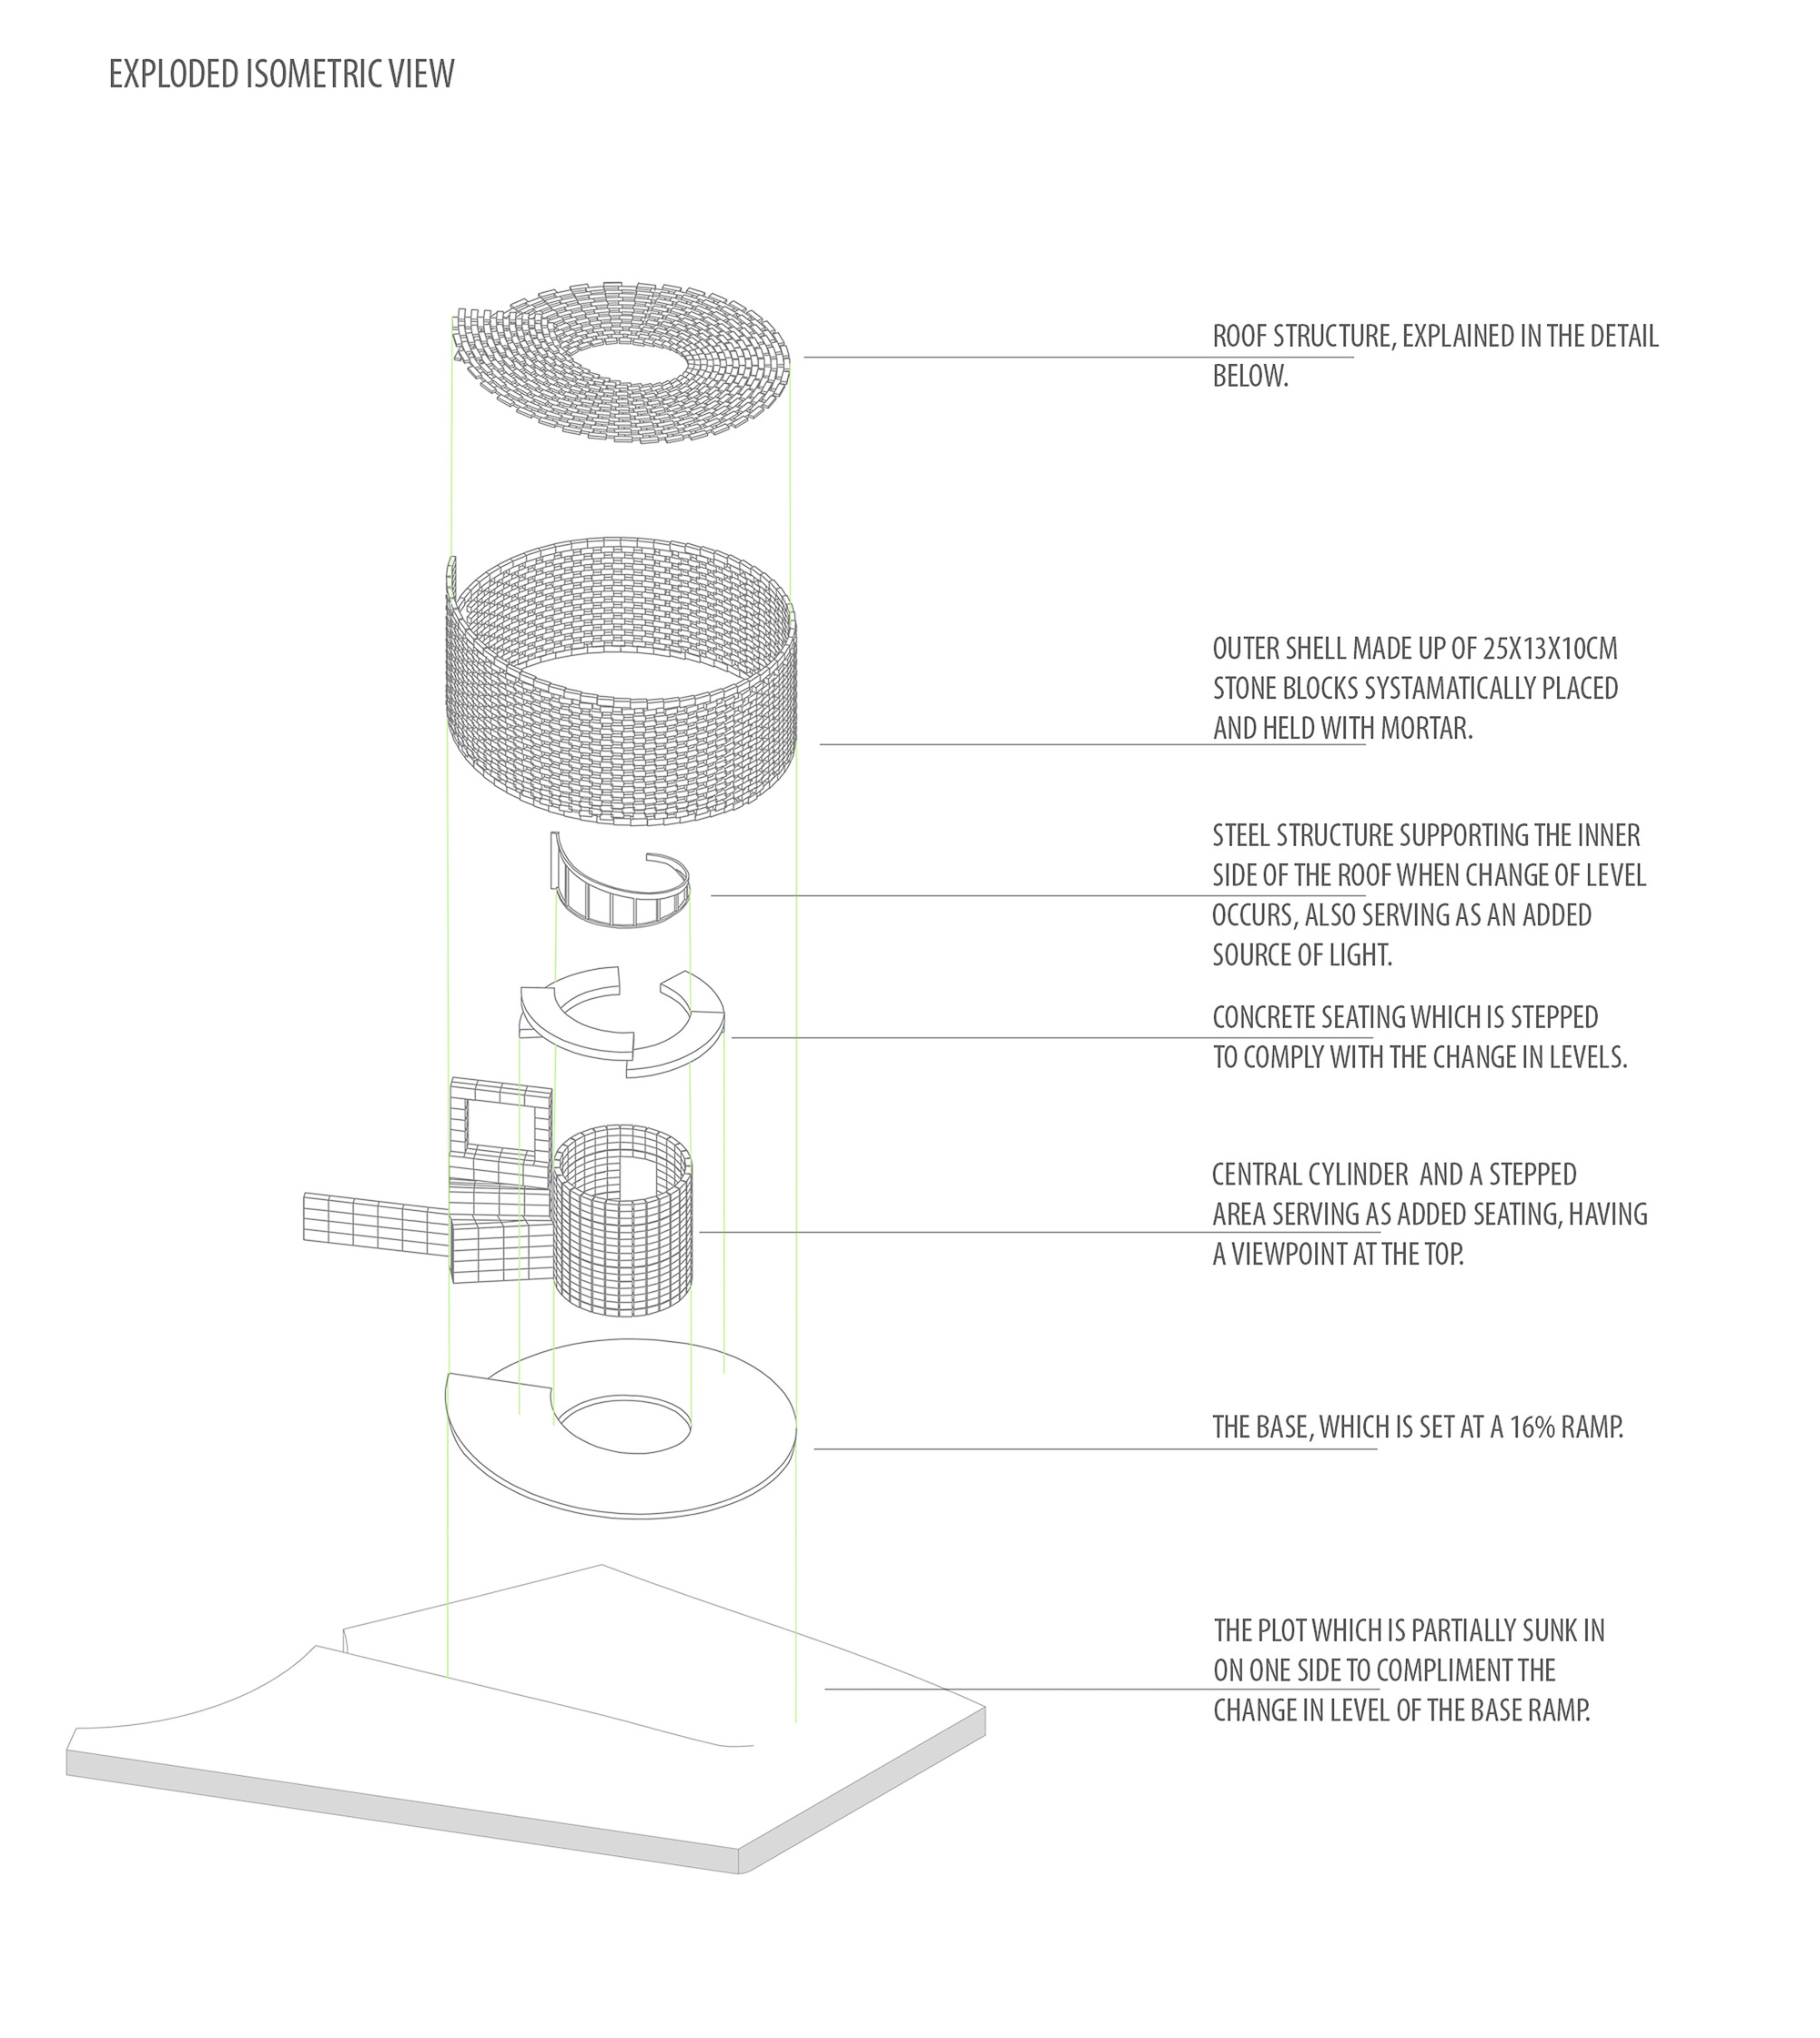 EXPLODED ISOMETRIC VIEW
ROOF STRUCTURE, EXPLAINED IN THE DETAIL
BELOW.
OUTER SHELL MADE UP OF 25X13X10CM
STONE BLOCKS SYSTAMATICALLY PLACED
AND HELD WITH MORTAR.
STEEL STRUCTURE SUPPORTING THE INNER
SIDE OF THE ROOF WHEN CHANGE OF LEVEL
OCCURS, ALSO SERVING AS AN ADDED
SOURCE OF LIGHT.
CONCRETE SEATING WHICH IS STEPPED
TO COMPLY WITH THE CHANGE IN LEVELS.
CENTRAL CYLINDER AND A STEPPED
AREA SERVING AS ADDED SEATING, HAVING
A VIEWPOINT AT THE TOP.
THE BASE, WHICH IS SET AT A 16% RAMP.
THE PLOT WHICH IS PARTIALLY SUNK IN
ON ONE SIDE TO COMPLIMENT THE
CHANGE IN LEVEL OF THE BASE RAMP.